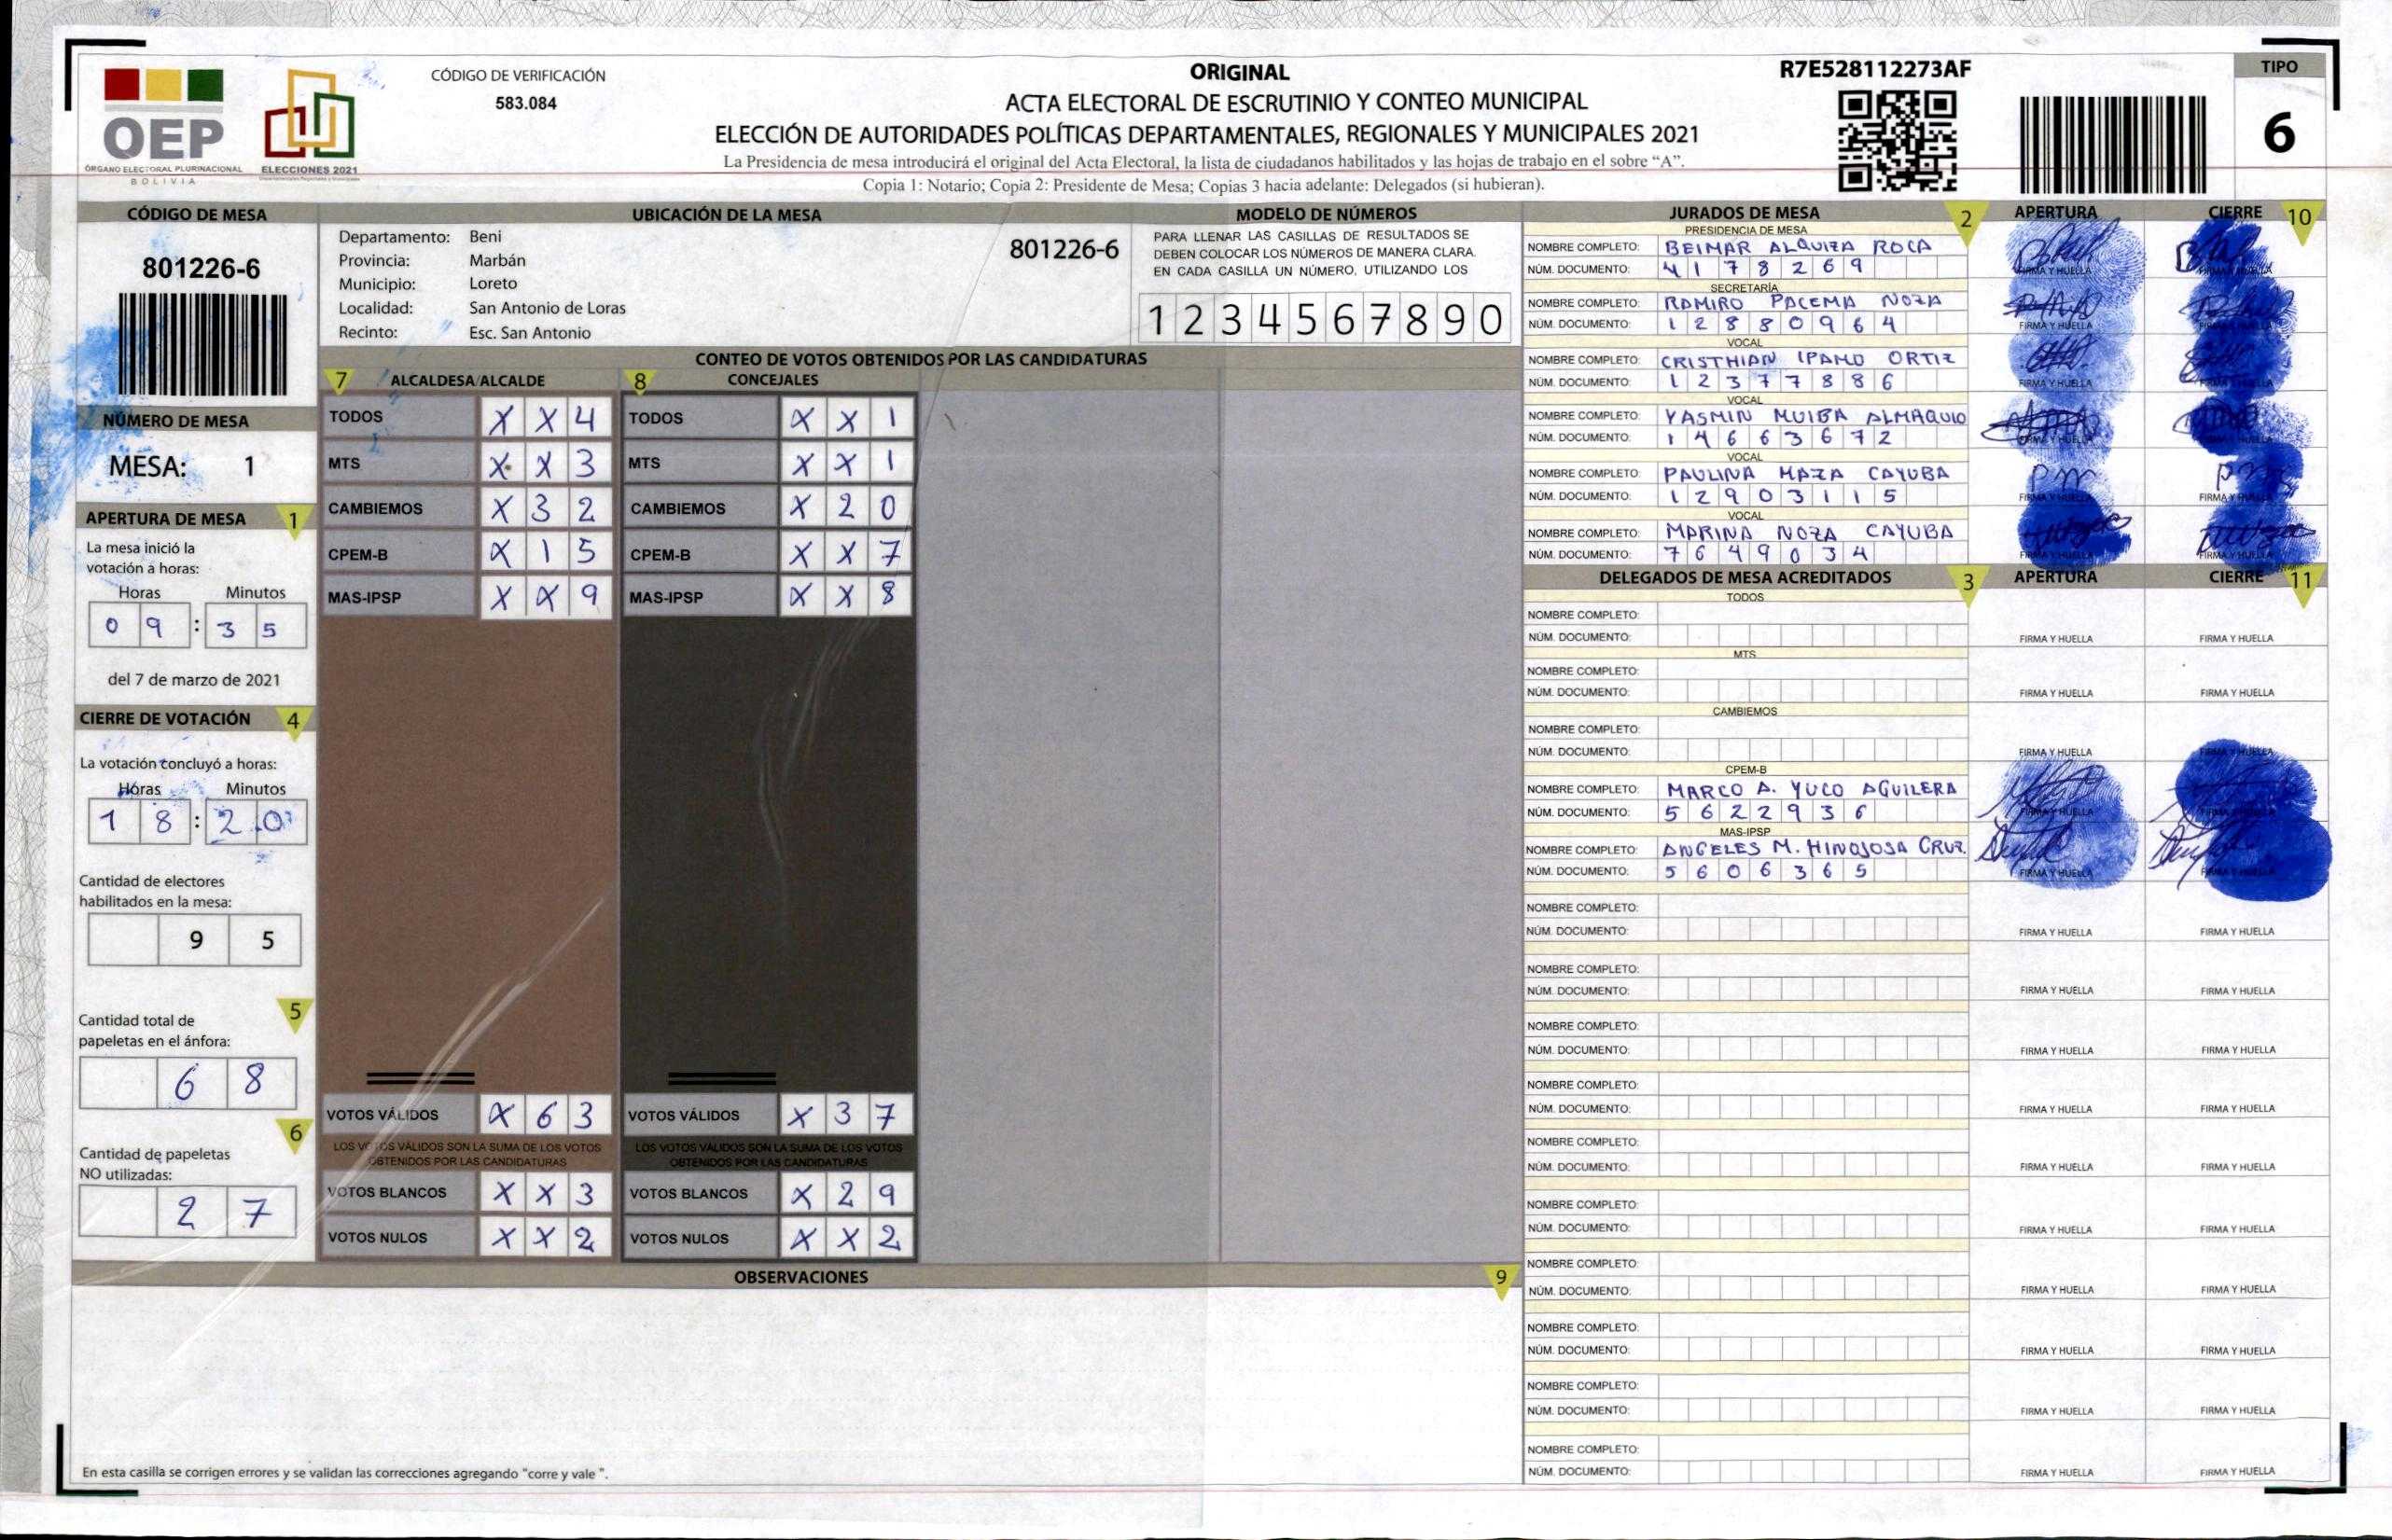 CÓDIGO DE VERIFICACIÓN
583.084
OEP
ÓRGANO ELECTORAL PLURINACIONAL
BOLIVIA
ELECCIONES 2021
ORIGINAL
ACTA ELECTORAL DE ESCRUTINIO Y CONTEO MUNICIPAL
ELECCIÓN DE AUTORIDADES POLÍTICAS DEPARTAMENTALES, REGIONALES Y MUNICIPALES 2021
La Presidencia de mesa introducirá el original del Acta Electoral, la lista de ciudadanos habilitados y las hojas de trabajo en el sobre “A”.
Copia 1: Notario; Copia 2: Presidente de Mesa; Copias 3 hacia adelante: Delegados (si hubieran).
R7E528112273AF
TIPO
6
CÓDIGO DE MESA
801226-6
NÚMERO DE MESA
MESA: 1
APERTURA DE MESA 1
La mesa inició la
votación a horas:
Horas Minutos
0 9 : 3 5
del 7 de marzo de 2021
CIERRE DE VOTACIÓN 4
La votación concluyó a horas:
Horas Minutos
1 8 : 2 0
Cantidad de electores
habilitados en la mesa:
9 5
5
Cantidad total de
papeletas en el ánfora:
6 8
6
Cantidad de papeletas
NO utilizadas:
2 7
UBICACIÓN DE LA MESA
Departamento: Beni
Provincia: Marbán
Municipio: Loreto
Localidad: San Antonio de Loras
Recinto: Esc. San Antonio
801226-6
MODELO DE NÚMEROS
PARA LLENAR LAS CASILLAS DE RESULTADOS SE
DEBEN COLOCAR LOS NÚMEROS DE MANERA CLARA.
EN CADA CASILLA UN NÚMERO, UTILIZANDO LOS
1 2 3 4 5 6 7 8 9 0
CONTEO DE VOTOS OBTENIDOS POR LAS CANDIDATURAS
7 ALCALDESA/ALCALDE
TODOS X X 4
MTS X X 3
CAMBIEMOS X 3 2
CPEM-B X 1 5
MAS-IPSP X X 9
VOTOS VÁLIDOS X 6 3
LOS VOTOS VÁLIDOS SON LA SUMA DE LOS VOTOS
OBTENIDOS POR LAS CANDIDATURAS
VOTOS BLANCOS X X 3
VOTOS NULOS X X 2
8 CONCEJALES
TODOS X X 1
MTS X X 1
CAMBIEMOS X 2 0
CPEM-B X X 7
MAS-IPSP X X 8
VOTOS VÁLIDOS X 3 7
LOS VOTOS VÁLIDOS SON LA SUMA DE LOS VOTOS
OBTENIDOS POR LAS CANDIDATURAS
VOTOS BLANCOS X 2 9
VOTOS NULOS X X 2
OBSERVACIONES 9
En esta casilla se corrigen errores y se validan las correcciones agregando "corre y vale ".
JURADOS DE MESA 2 APERTURA CIERRE 10
PRESIDENCIA DE MESA
NOMBRE COMPLETO: BEIMAR ALQUIZA ROCA
NÚM. DOCUMENTO: 4 1 7 8 2 6 9 FIRMA Y HUELLA FIRMA Y HUELLA
SECRETARÍA
NOMBRE COMPLETO: RAMIRO PACEMA NOZA
NÚM. DOCUMENTO: 1 2 8 8 0 9 6 4 FIRMA Y HUELLA FIRMA Y HUELLA
VOCAL
NOMBRE COMPLETO: CRISTHIAN IPAMO ORTIZ
NÚM. DOCUMENTO: 1 2 3 7 7 8 8 6 FIRMA Y HUELLA FIRMA Y HUELLA
VOCAL
NOMBRE COMPLETO: YASMIN MUIBA ALMAQUIO
NÚM. DOCUMENTO: 1 4 6 6 3 6 7 2 FIRMA Y HUELLA FIRMA Y HUELLA
VOCAL
NOMBRE COMPLETO: PAULINA MAZA CAYUBA
NÚM. DOCUMENTO: 1 2 9 0 3 1 1 5 FIRMA Y HUELLA FIRMA Y HUELLA
VOCAL
NOMBRE COMPLETO: MARINA NOZA CAYUBA
NÚM. DOCUMENTO: 7 6 4 9 0 3 4 FIRMA Y HUELLA FIRMA Y HUELLA
DELEGADOS DE MESA ACREDITADOS 3 APERTURA CIERRE 11
TODOS
NOMBRE COMPLETO:
NÚM. DOCUMENTO: FIRMA Y HUELLA FIRMA Y HUELLA
MTS
NOMBRE COMPLETO:
NÚM. DOCUMENTO: FIRMA Y HUELLA FIRMA Y HUELLA
CAMBIEMOS
NOMBRE COMPLETO:
NÚM. DOCUMENTO: FIRMA Y HUELLA FIRMA Y HUELLA
CPEM-B
NOMBRE COMPLETO: MARCO A. YUCO AGUILERA
NÚM. DOCUMENTO: 5 6 2 2 9 3 6 FIRMA Y HUELLA
MAS-IPSP
NOMBRE COMPLETO: ANGELES M. HINOJOSA CRUZ.
NÚM. DOCUMENTO: 5 6 0 6 3 6 5 FIRMA Y HUELLA FIRMA Y HUELLA
NOMBRE COMPLETO:
NÚM. DOCUMENTO: FIRMA Y HUELLA FIRMA Y HUELLA
NOMBRE COMPLETO:
NÚM. DOCUMENTO: FIRMA Y HUELLA FIRMA Y HUELLA
NOMBRE COMPLETO:
NÚM. DOCUMENTO: FIRMA Y HUELLA FIRMA Y HUELLA
NOMBRE COMPLETO:
NÚM. DOCUMENTO: FIRMA Y HUELLA FIRMA Y HUELLA
NOMBRE COMPLETO:
NÚM. DOCUMENTO: FIRMA Y HUELLA FIRMA Y HUELLA
NOMBRE COMPLETO:
NÚM. DOCUMENTO: FIRMA Y HUELLA FIRMA Y HUELLA
NOMBRE COMPLETO:
NÚM. DOCUMENTO: FIRMA Y HUELLA FIRMA Y HUELLA
NOMBRE COMPLETO:
NÚM. DOCUMENTO: FIRMA Y HUELLA FIRMA Y HUELLA
NOMBRE COMPLETO:
NÚM. DOCUMENTO: FIRMA Y HUELLA FIRMA Y HUELLA
NOMBRE COMPLETO:
NÚM. DOCUMENTO: FIRMA Y HUELLA FIRMA Y HUELLA